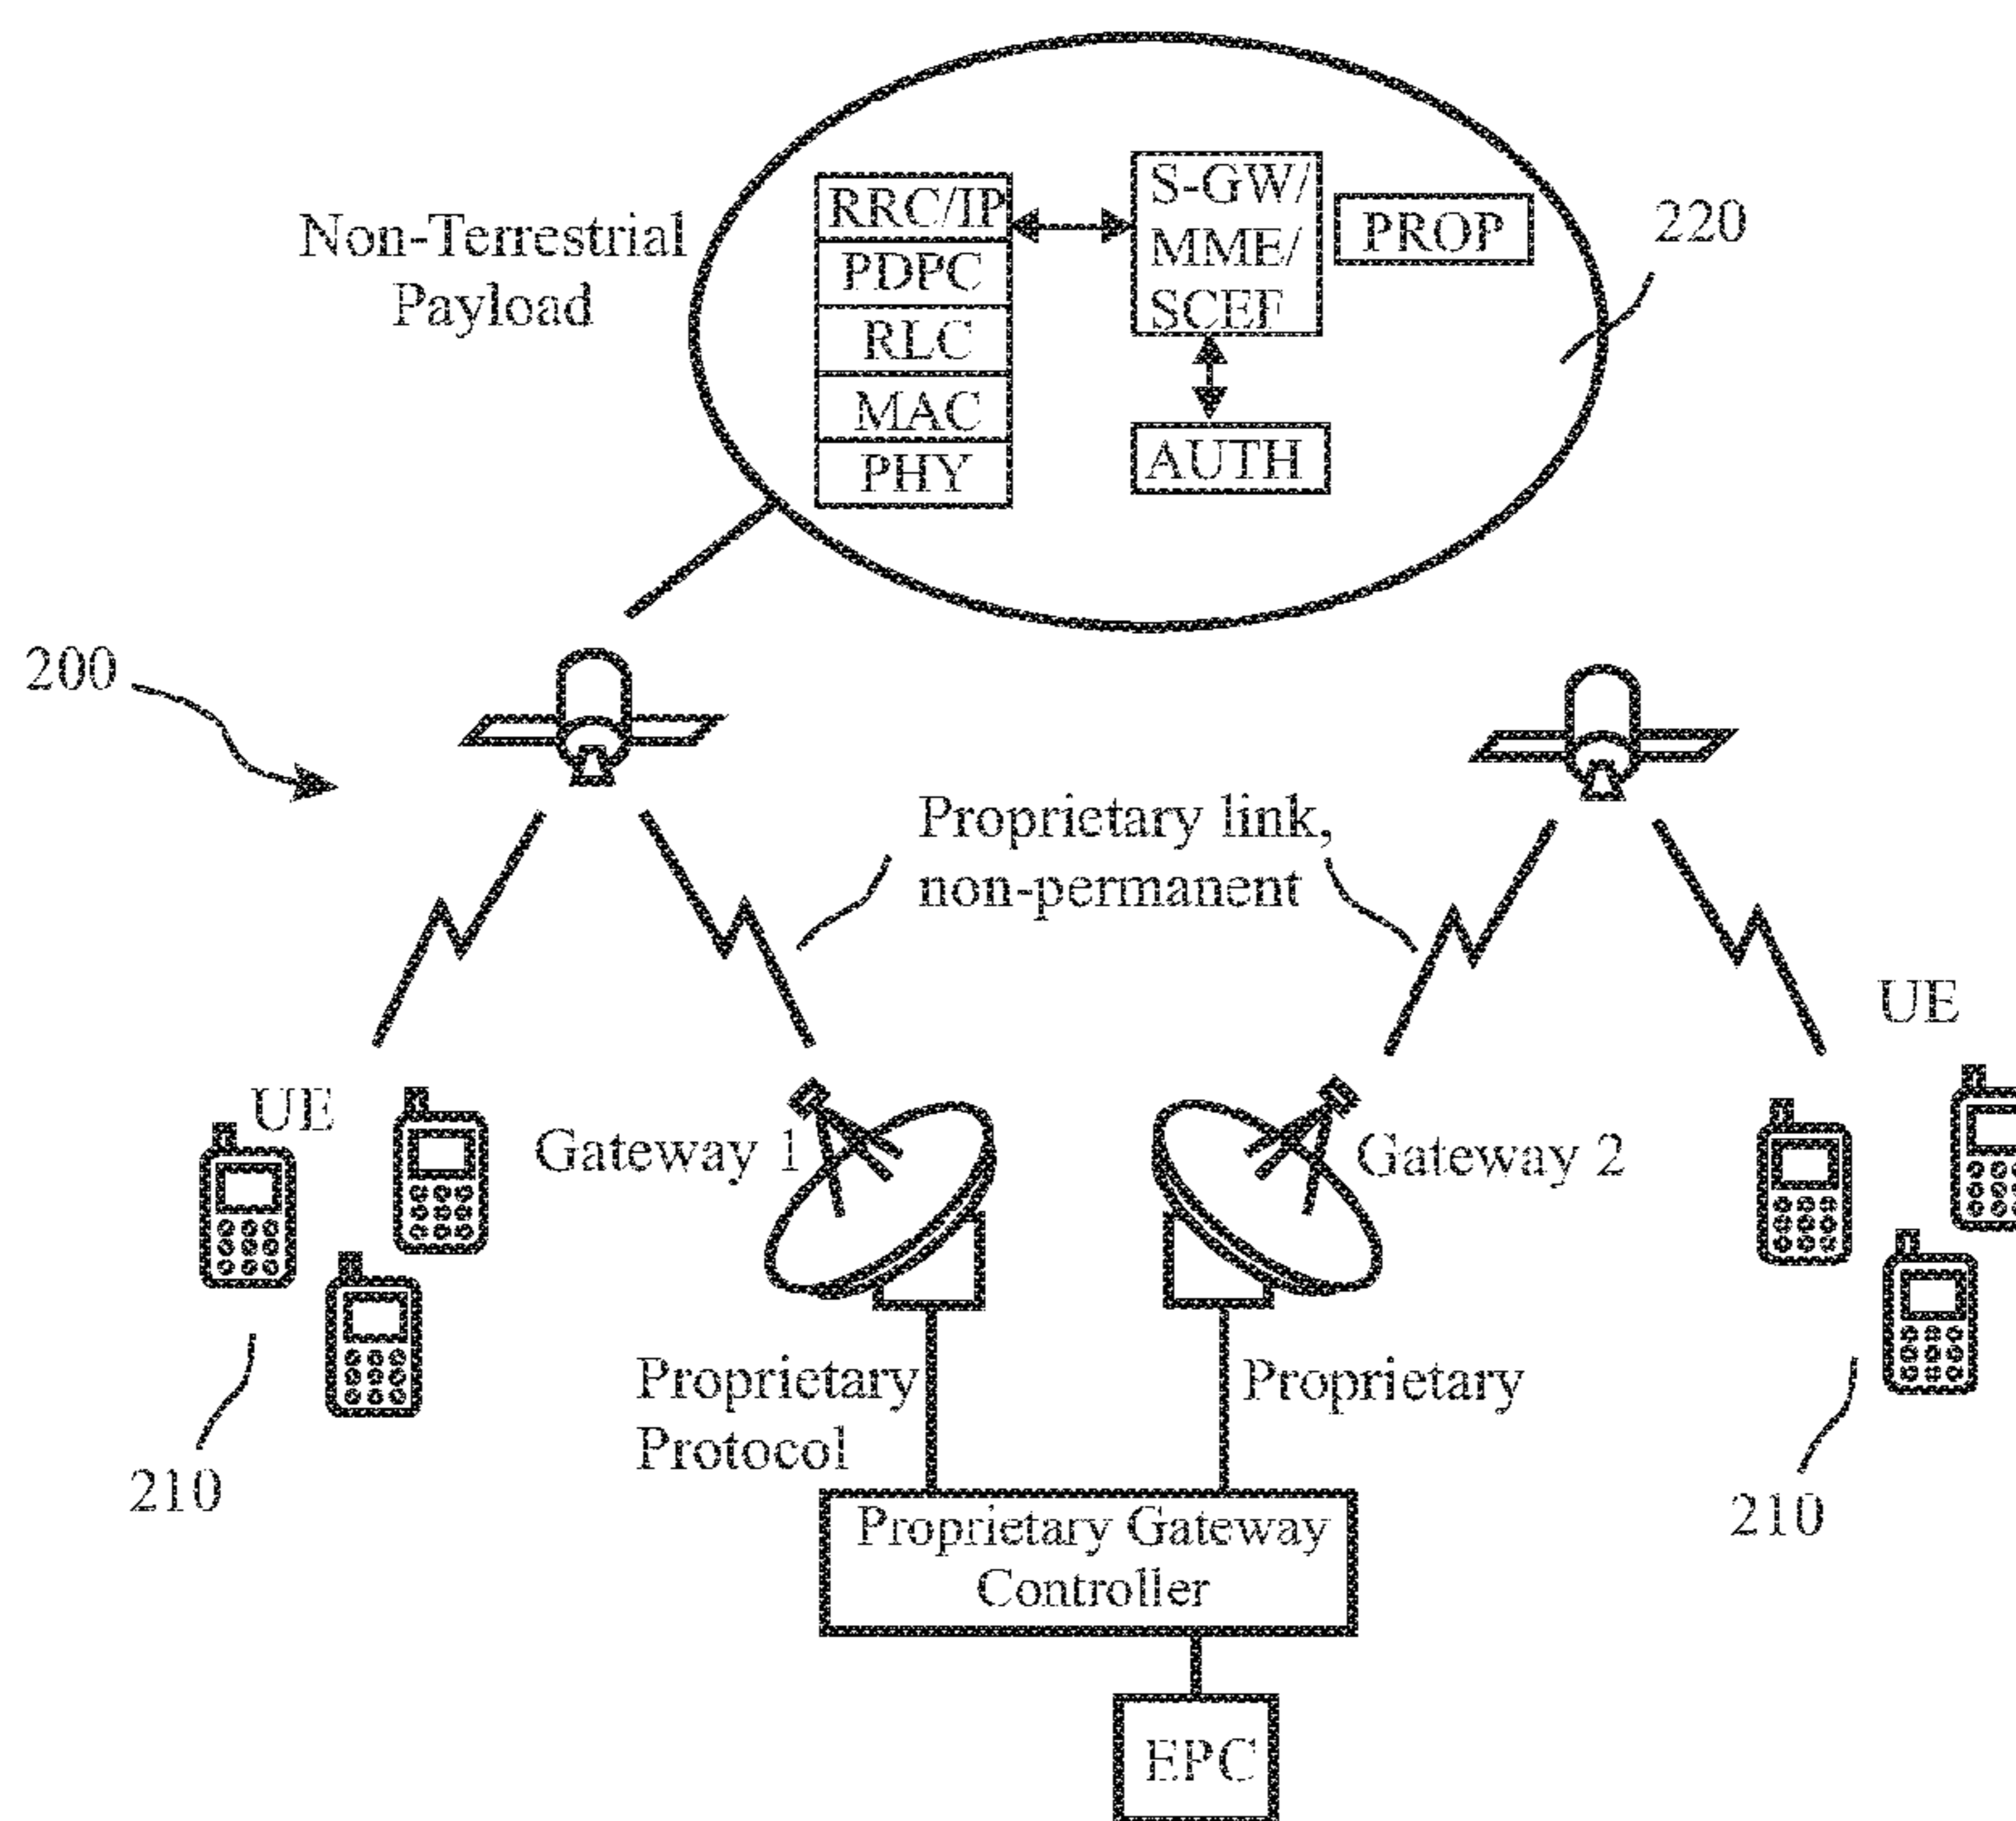 Non-Terrestrial
Payload
RRC/IP
PDPC
RLC
MAC
PHY
S-GW/
MME/
SCEF
PROP
AUTH
220
200
Proprietary link,
non-permanent
UE
UE
Gateway 1
Gateway 2
Proprietary
Protocol
Proprietary
210
210
Proprietary Gateway
Controller
EPC